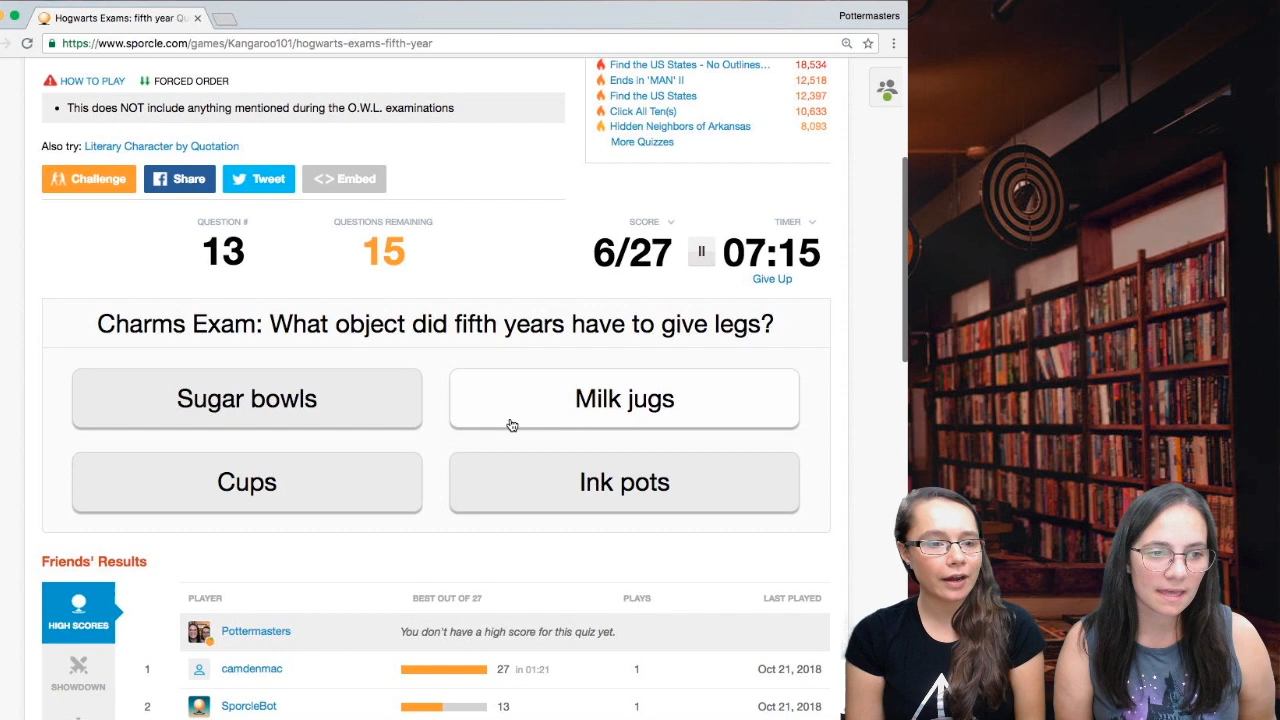 Hogwarts Exams: fifth year Qu
Pottermasters
https://www.sporcle.com/games/Kangaroo101/hogwarts-exams-fifth-year
HOW TO PLAY FORCED ORDER
This does NOT include anything mentioned during the O.W.L. examinations
Also try: Literary Character by Quotation
Challenge Share Tweet <> Embed
Find the US States - No Outlines... 18,534
Ends in 'MAN' II 12,518
Find the US States 12,397
Click All Ten(s) 10,633
Hidden Neighbors of Arkansas 8,093
More Quizzes
QUESTION # QUESTIONS REMAINING SCORE TIMER
13 15 6/27 07:15
Give Up
Charms Exam: What object did fifth years have to give legs?
Sugar bowls Milk jugs
Cups Ink pots
Friends' Results
HIGH SCORES
SHOWDOWN
PLAYER BEST OUT OF 27 PLAYS LAST PLAYED
Pottermasters You don't have a high score for this quiz yet.
1 camdenmac 27 in 01:21 1 Oct 21, 2018
2 SporcleBot 13 1 Oct 21, 2018